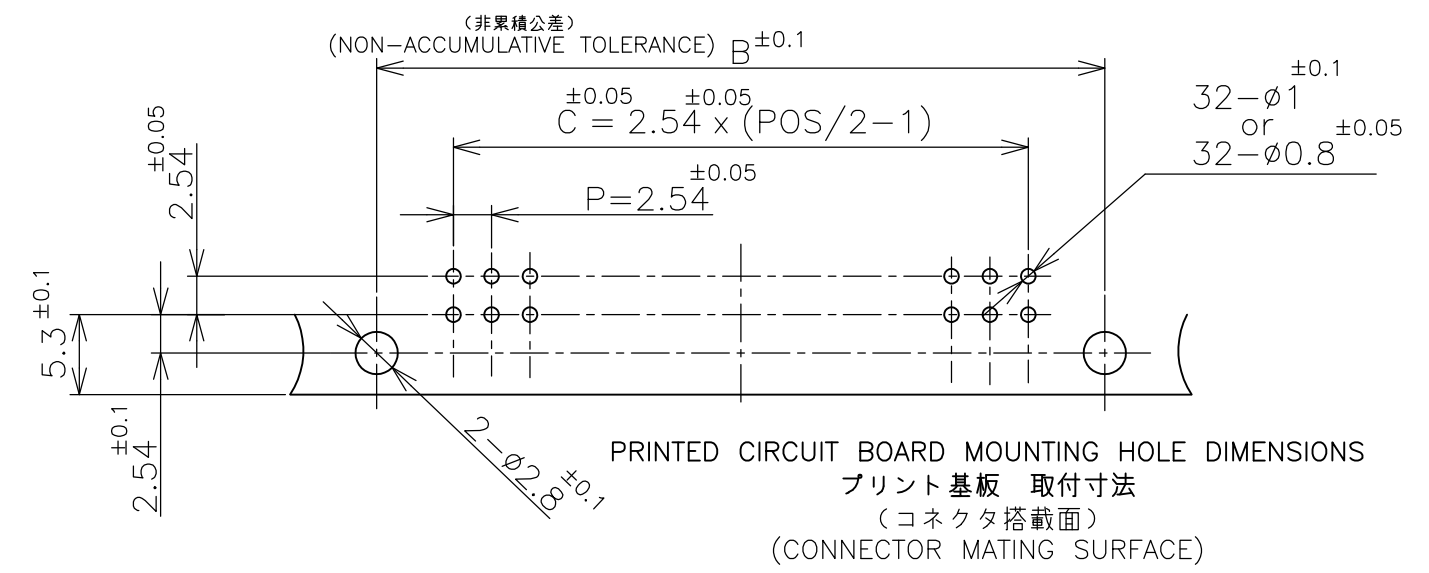 (非累積公差)
(NON-ACCUMULATIVE TOLERANCE) B±0.1
C±0.05 = 2.54±0.05 x (POS/2-1)
P=2.54±0.05
32-ø1±0.1
or
32-ø0.8±0.05
2.54±0.05
5.3±0.1
2.54±0.1
2-ø2.8±0.1
PRINTED CIRCUIT BOARD MOUNTING HOLE DIMENSIONS
プリント基板 取付寸法
(コネクタ搭載面)
(CONNECTOR MATING SURFACE)